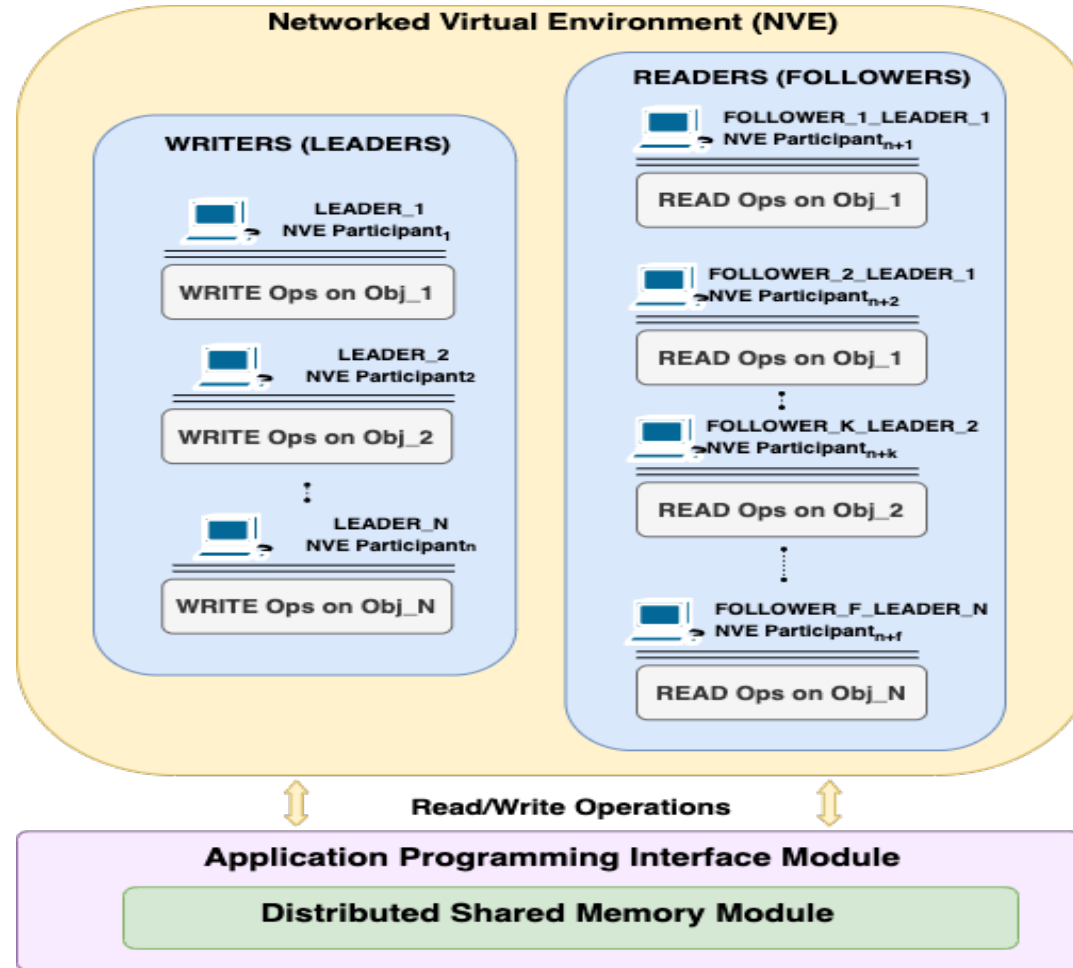 Networked Virtual Environment (NVE)
WRITERS (LEADERS)
LEADER_1
NVE Participant₁
WRITE Ops on Obj_1
LEADER_2
NVE Participant₂
WRITE Ops on Obj_2
LEADER_N
NVE Participantₙ
WRITE Ops on Obj_N
READERS (FOLLOWERS)
FOLLOWER_1_LEADER_1
NVE Participantn+1
READ Ops on Obj_1
FOLLOWER_2_LEADER_1
NVE Participantn+2
READ Ops on Obj_1
FOLLOWER_K_LEADER_2
NVE Participantn+k
READ Ops on Obj_2
FOLLOWER_F_LEADER_N
NVE Participantn+f
READ Ops on Obj_N
Read/Write Operations
Application Programming Interface Module
Distributed Shared Memory Module